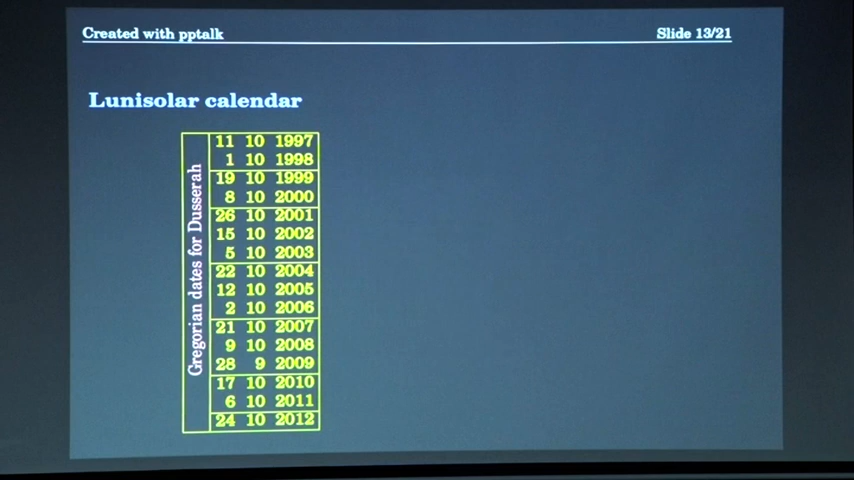 Created with pptalk
Slide 13/21
Lunisolar calendar
Gregorian dates for Dusserah
11 10 1997
1 10 1998
19 10 1999
8 10 2000
26 10 2001
15 10 2002
5 10 2003
22 10 2004
12 10 2005
2 10 2006
21 10 2007
9 10 2008
28 9 2009
17 10 2010
6 10 2011
24 10 2012